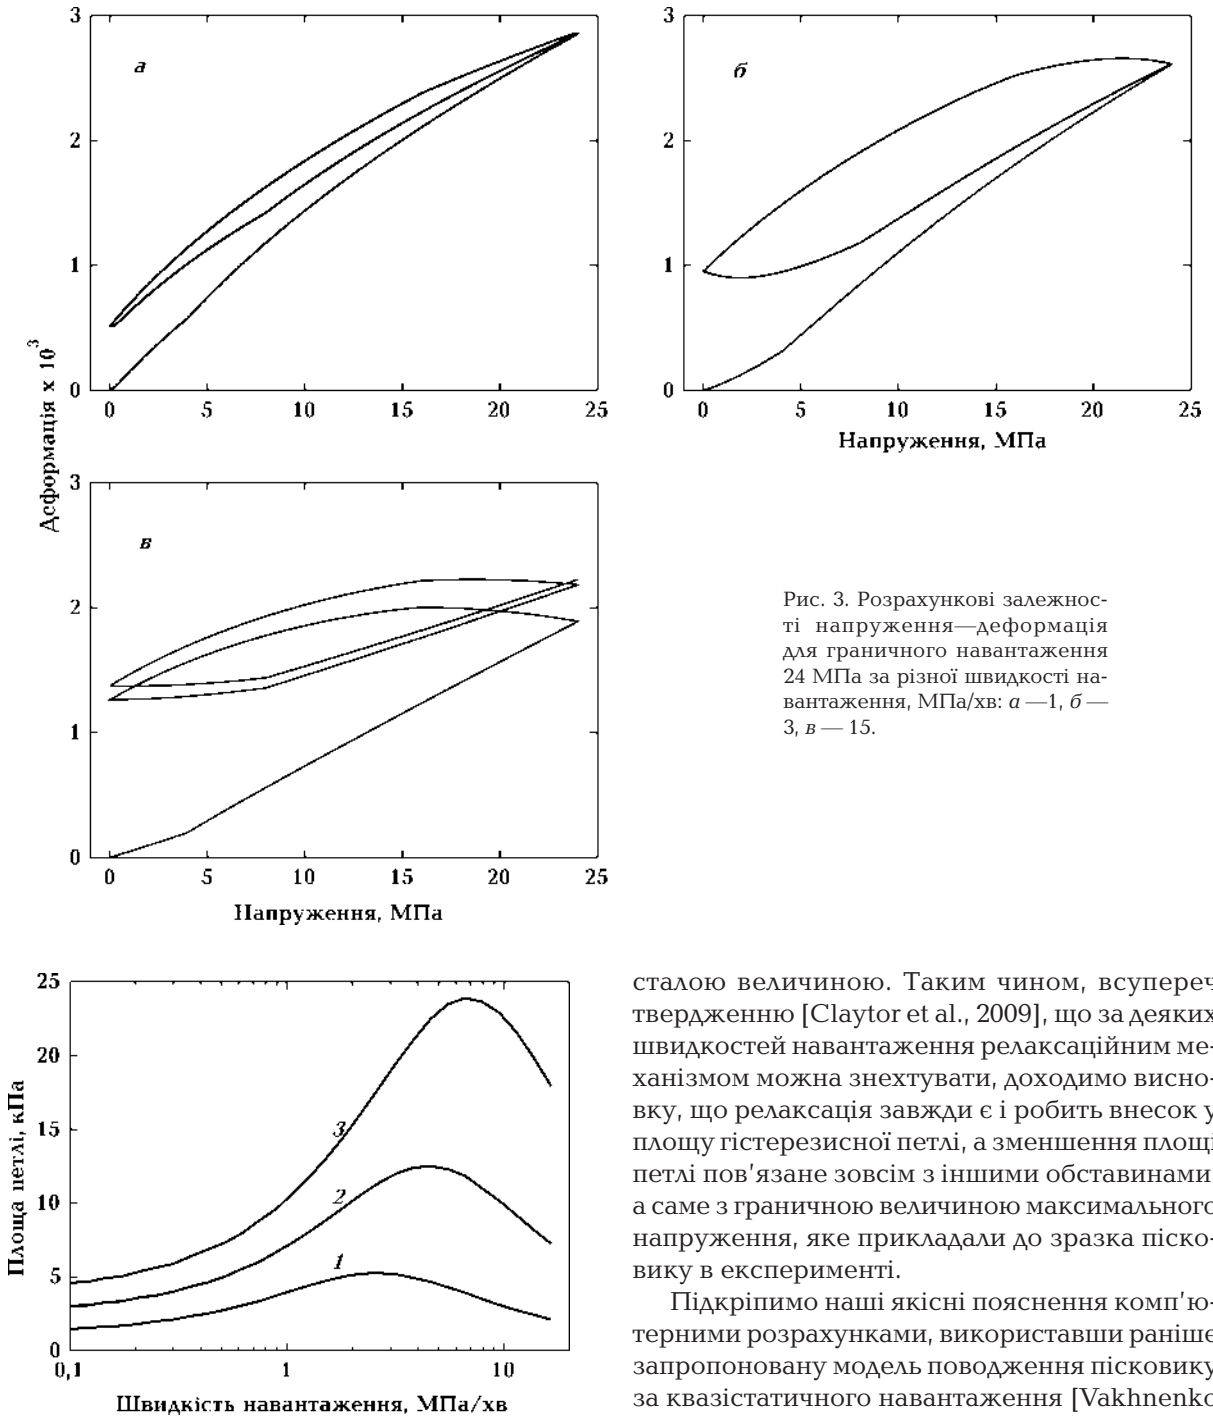 3
2
1
0
а
0
5
10
15
20
25
3
2
1
0
б
0
5
10
15
20
25
Напруження, МПа
Деформація х 10³
3
2
1
0
в
0
5
10
15
20
25
Напруження, МПа
Рис. 3. Розрахункові залежнос-
ті напруження—деформація
для граничного навантаження
24 МПа за різної швидкості на-
вантаження, МПа/хв: а —1, б —
3, в — 15.
25
20
15
10
5
0
Площа петлі, кПа
3
2
1
0,1
1
10
Швидкість навантаження, МПа/хв
сталою величиною. Таким чином, всупереч
твердженню [Claytor et al., 2009], що за деяких
швидкостей навантаження релаксаційним ме-
ханізмом можна знехтувати, доходимо висно-
вку, що релаксація завжди є і робить внесок у
площу гістерезисної петлі, а зменшення площі
петлі пов'язане зовсім з іншими обставинами
а саме з граничною величиною максимального
напруження, яке прикладали до зразка піско-
вику в експерименті.
Підкріпимо наші якісні пояснення комп'ю-
терними розрахунками, використавши раніше
запропоновану модель поводження пісковику
за квазістатичного навантаження [Vakhnenko